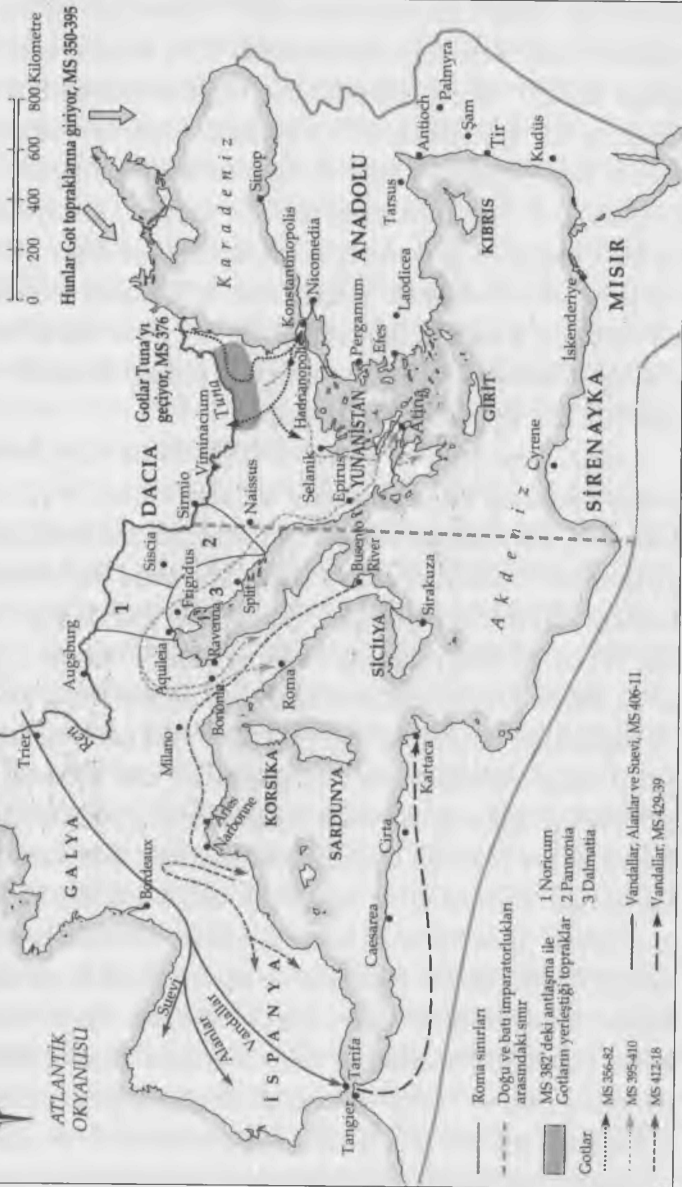 0 200 400 600 800 Kilometre
Hunlar Got topraklarına giriyor, MS 350-395
ATLANTİK
OKYANUSU
GALYA
Trier
Ren
Augsburg
Bordeaux
Milano
Aquileia
Frigidus
Siscia
1
2
3
DACIA
Sirmio
Viminacium
Tuna
Gotlar Tuna'yı
geçiyor, MS 376
Karadeniz
Sinop
Suevi
Alanlar
Vandallar
İSPANYA
Arles
Narbonne
Bononia
Ravenna
Split
Naissus
Hadrianopolis
Konstantinopolis
Nicomedia
KORSİKA
Roma
Busento
River
Selanik
Epirus
YUNANİSTAN
Pergamum
ANADOLU
SARDUNYA
SİCİLYA
Sirakuza
Atina
Efes
Laodicea
Tarsus
Antioch
Palmyra
Şam
Tir
Kudüs
KIBRIS
GİRİT
Tangier
Tarifa
Caesarea
Cirta
Kartaca
Akdeniz
Cyrene
SİRENAYKA
İskenderiye
MISIR
Roma sınırları
Doğu ve batı imparatorlukları
arasındaki sınır
MS 382'deki antlaşma ile
Gotların yerleştiği topraklar
1 Noricum
2 Pannonia
3 Dalmatia
Gotlar
MS 356-82
MS 395-410
MS 412-18
Vandallar, Alanlar ve Suevi, MS 406-11
Vandallar, MS 429-39